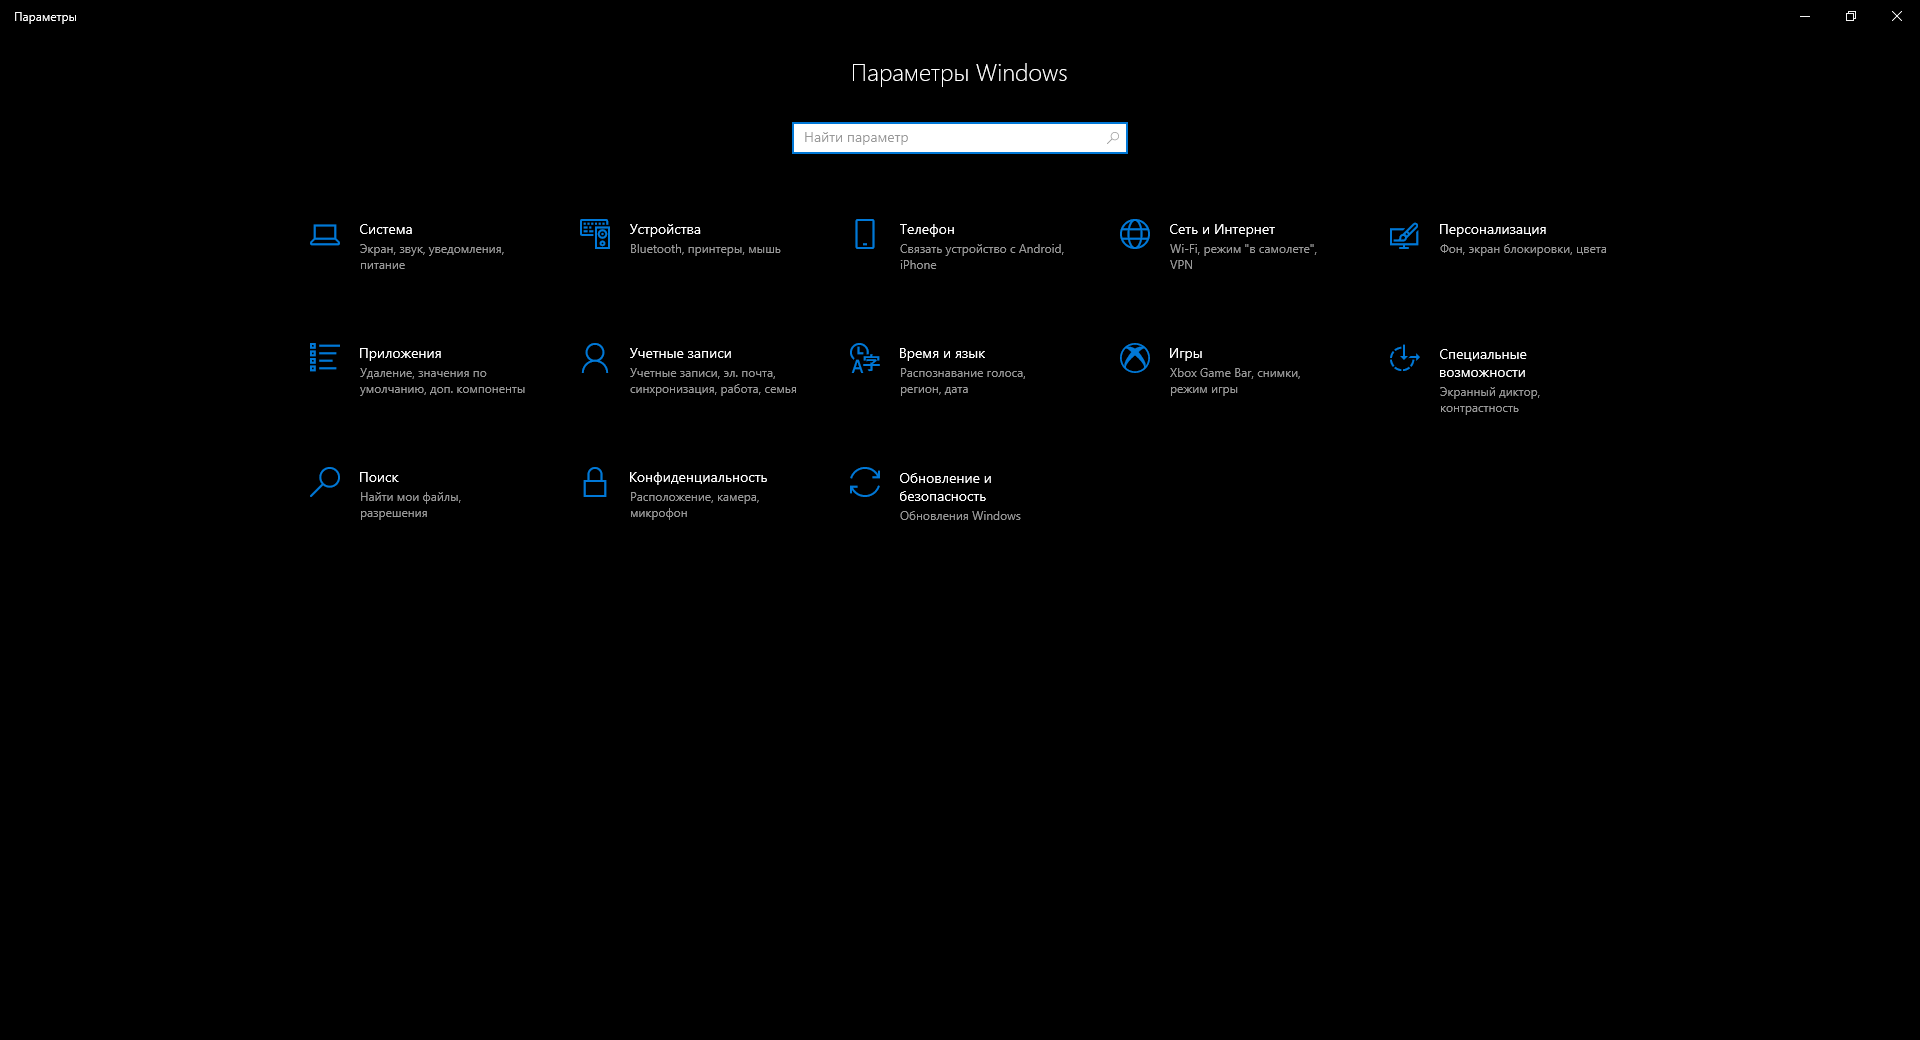 Параметры
Параметры Windows
Найти параметр
Система
Экран, звук, уведомления,
питание
Устройства
Bluetooth, принтеры, мышь
Телефон
Связать устройство с Android,
iPhone
Сеть и Интернет
Wi-Fi, режим "в самолете",
VPN
Персонализация
Фон, экран блокировки, цвета
Приложения
Удаление, значения по
умолчанию, доп. компоненты
Учетные записи
Учетные записи, эл. почта,
синхронизация, работа, семья
Время и язык
Распознавание голоса,
регион, дата
Игры
Xbox Game Bar, снимки,
режим игры
Специальные
возможности
Экранный диктор,
контрастность
Поиск
Найти мои файлы,
разрешения
Конфиденциальность
Расположение, камера,
микрофон
Обновление и
безопасность
Обновления Windows